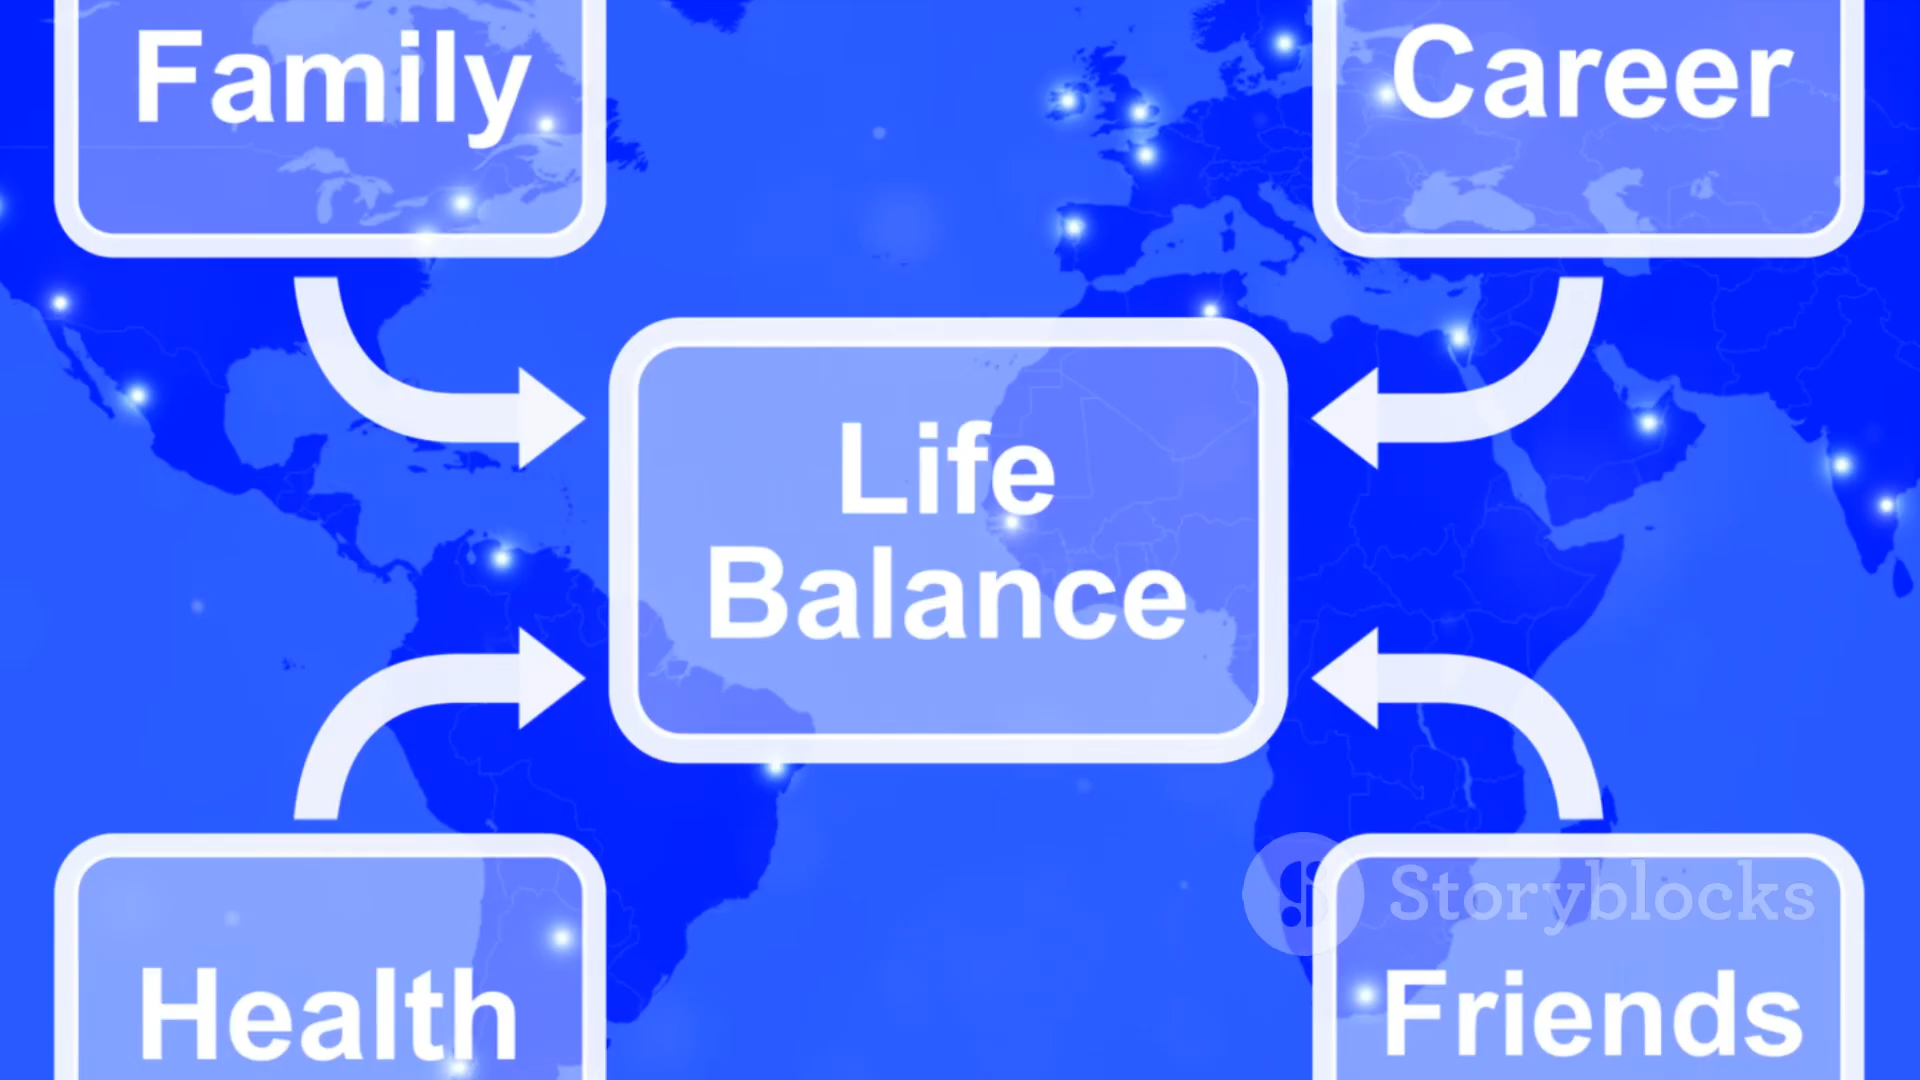 Family
Career
Life
Balance
Storyblocks
Health
Friends